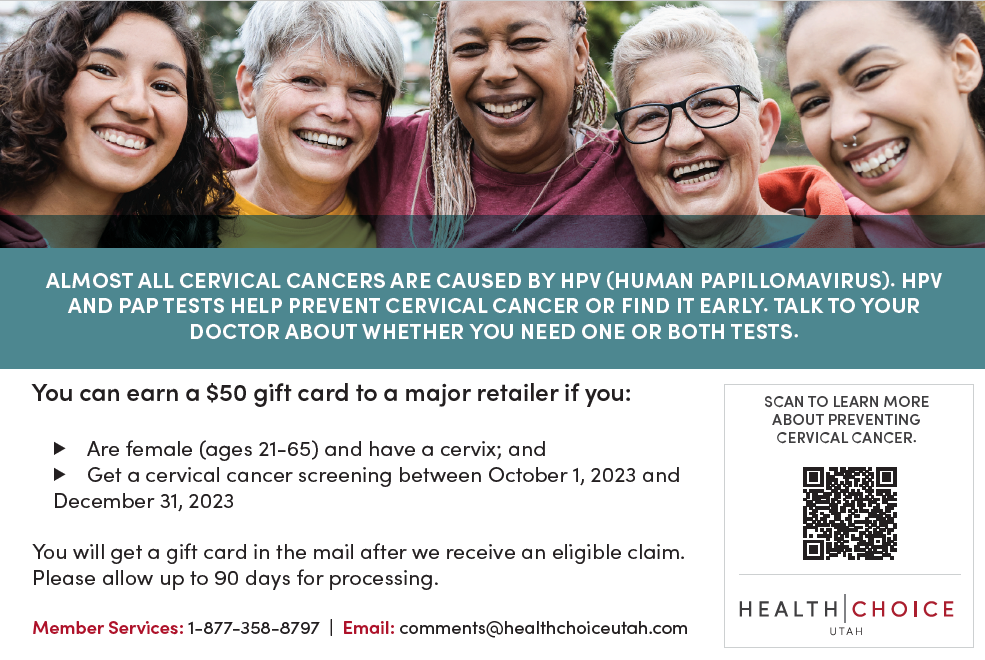 ALMOST ALL CERVICAL CANCERS ARE CAUSED BY HPV (HUMAN PAPILLOMAVIRUS). HPV
AND PAP TESTS HELP PREVENT CERVICAL CANCER OR FIND IT EARLY. TALK TO YOUR
DOCTOR ABOUT WHETHER YOU NEED ONE OR BOTH TESTS.
You can earn a $50 gift card to a major retailer if you:
▶ Are female (ages 21-65) and have a cervix; and
▶ Get a cervical cancer screening between October 1, 2023 and
December 31, 2023
You will get a gift card in the mail after we receive an eligible claim.
Please allow up to 90 days for processing.
Member Services: 1-877-358-8797 | Email: comments@healthchoiceutah.com
SCAN TO LEARN MORE
ABOUT PREVENTING
CERVICAL CANCER.
HEALTH|CHOICE
UTAH